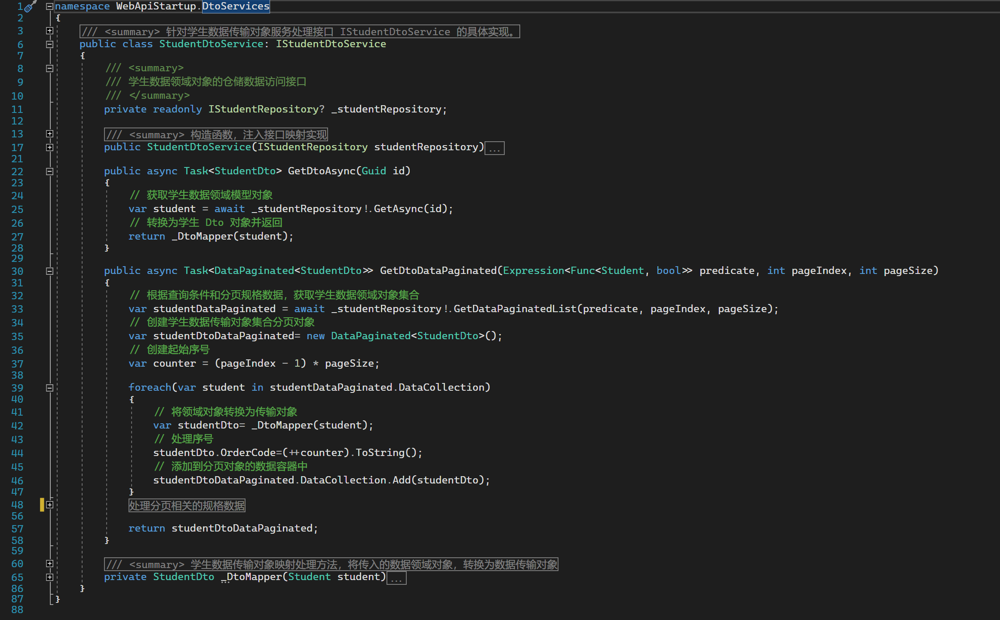 1 namespace WebApiStartup.DtoServices
2 {
3 /// <summary> 针对学生数据传输对象服务处理接口 IStudentDtoService 的具体实现。
6 public class StudentDtoService: IStudentDtoService
7 {
8 /// <summary>
9 /// 学生数据领域对象的仓储数据访问接口
10 /// </summary>
11 private readonly IStudentRepository? _studentRepository;
12
13 /// <summary> 构造函数，注入接口映射实现
17 public StudentDtoService(IStudentRepository studentRepository)...
21
22 public async Task<StudentDto> GetDtoAsync(Guid id)
23 {
24 // 获取学生数据领域模型对象
25 var student = await _studentRepository!.GetAsync(id);
26 // 转换为学生 Dto 对象并返回
27 return _DtoMapper(student);
28 }
29
30 public async Task<DataPaginated<StudentDto>> GetDtoDataPaginated(Expression<Func<Student, bool>> predicate, int pageIndex, int pageSize)
31 {
32 // 根据查询条件和分页规格数据，获取学生数据领域对象集合
33 var studentDataPaginated = await _studentRepository!.GetDataPaginatedList(predicate, pageIndex, pageSize);
34 // 创建学生数据传输对象集合分页对象
35 var studentDtoDataPaginated= new DataPaginated<StudentDto>();
36 // 创建起始序号
37 var counter = (pageIndex - 1) * pageSize;
38
39 foreach(var student in studentDataPaginated.DataCollection)
40 {
41 // 将领域对象转换为传输对象
42 var studentDto= _DtoMapper(student);
43 // 处理序号
44 studentDto.OrderCode=(++counter).ToString();
45 // 添加到分页对象的数据容器中
46 studentDtoDataPaginated.DataCollection.Add(studentDto);
47 }
48 处理分页相关的规格数据
56
57 return studentDtoDataPaginated;
58 }
59
60 /// <summary> 学生数据传输对象映射处理方法，将传入的数据领域对象，转换为数据传输对象
65 private StudentDto _DtoMapper(Student student)...
86 }
87 }
88